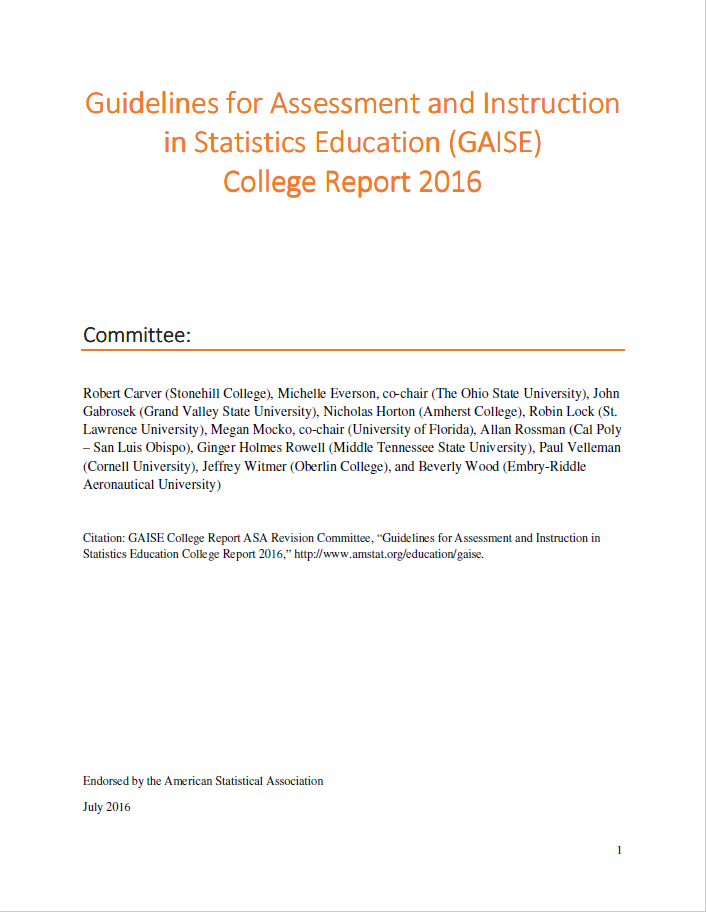 Guidelines for Assessment and Instruction
in Statistics Education (GAISE)
College Report 2016
Committee:
Robert Carver (Stonehill College), Michelle Everson, co-chair (The Ohio State University), John
Gabrosek (Grand Valley State University), Nicholas Horton (Amherst College), Robin Lock (St.
Lawrence University), Megan Mocko, co-chair (University of Florida), Allan Rossman (Cal Poly
– San Luis Obispo), Ginger Holmes Rowell (Middle Tennessee State University), Paul Velleman
(Cornell University), Jeffrey Witmer (Oberlin College), and Beverly Wood (Embry-Riddle
Aeronautical University)
Citation: GAISE College Report ASA Revision Committee, “Guidelines for Assessment and Instruction in
Statistics Education College Report 2016,” http://www.amstat.org/education/gaise.
Endorsed by the American Statistical Association
July 2016
1